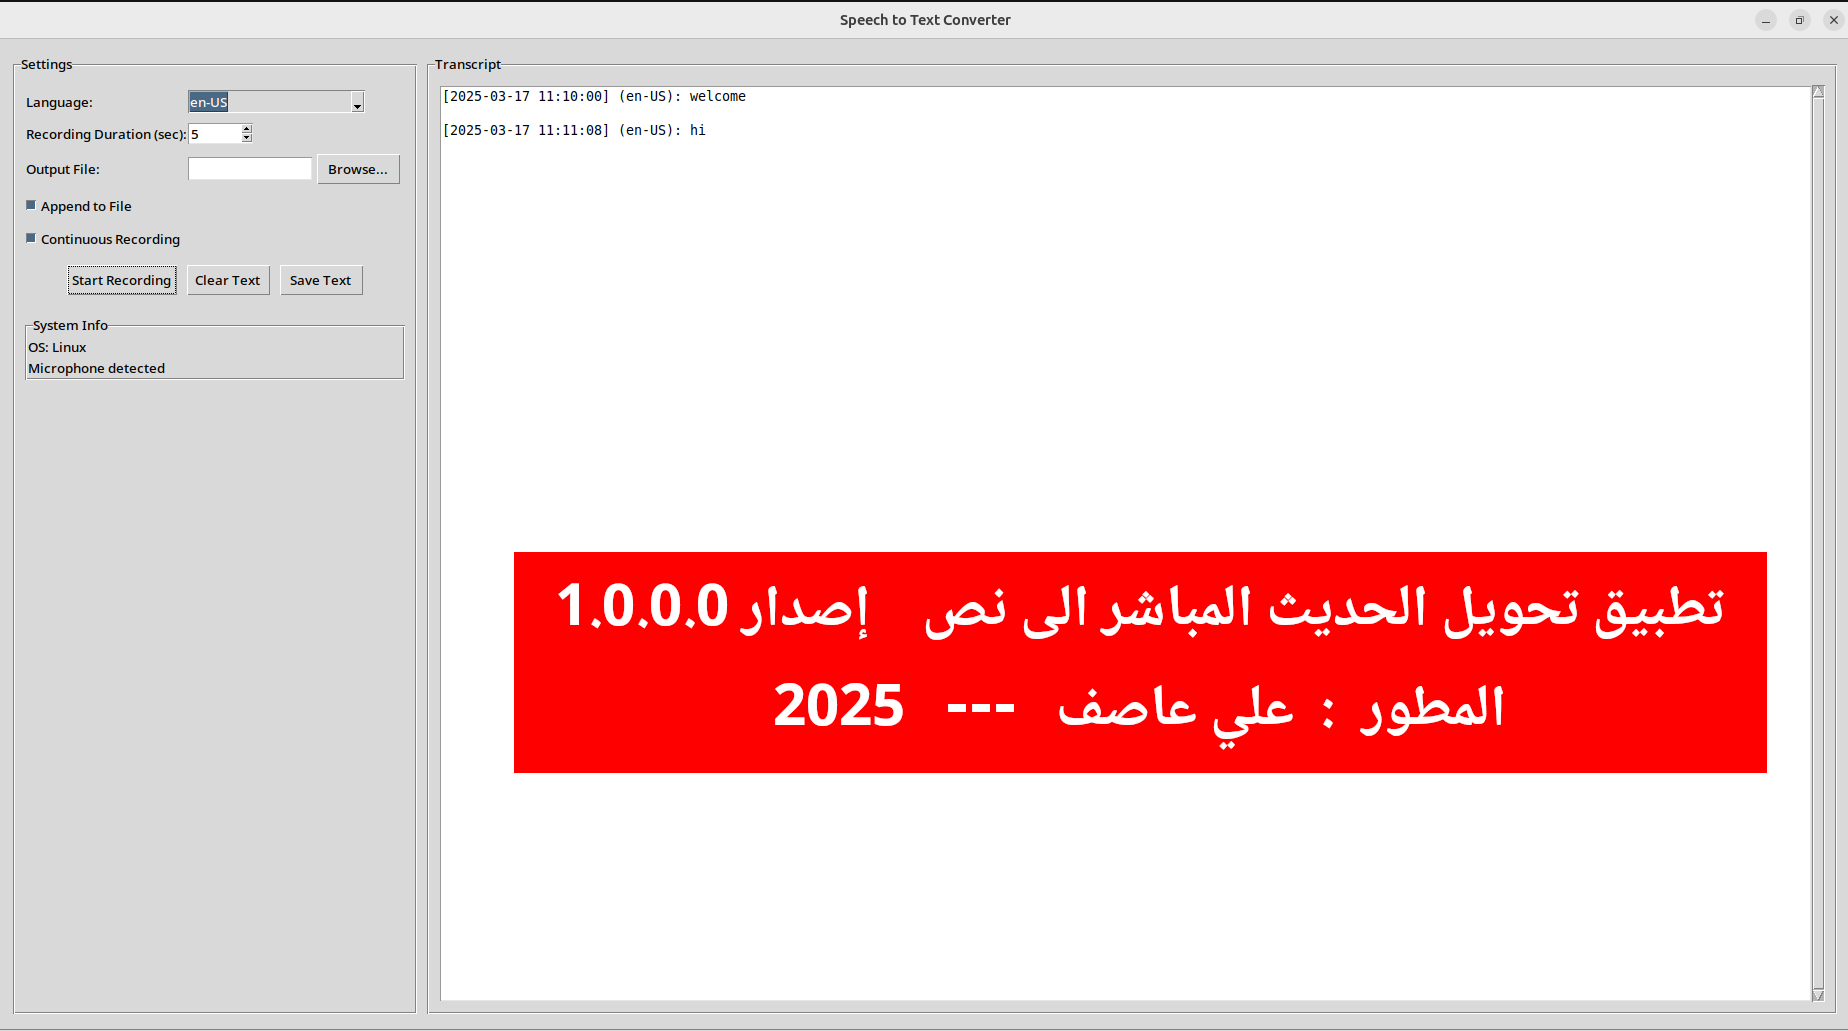 Speech to Text Converter
Settings
Language: en-US
Recording Duration (sec): 5
Output File: Browse...
Append to File
Continuous Recording
Start Recording Clear Text Save Text
System Info
OS: Linux
Microphone detected
Transcript
[2025-03-17 11:10:00] (en-US): welcome
[2025-03-17 11:11:08] (en-US): hi
تطبيق تحويل الحديث المباشر الى نص إصدار 1.0.0.0
المطور : علي عاصف --- 2025